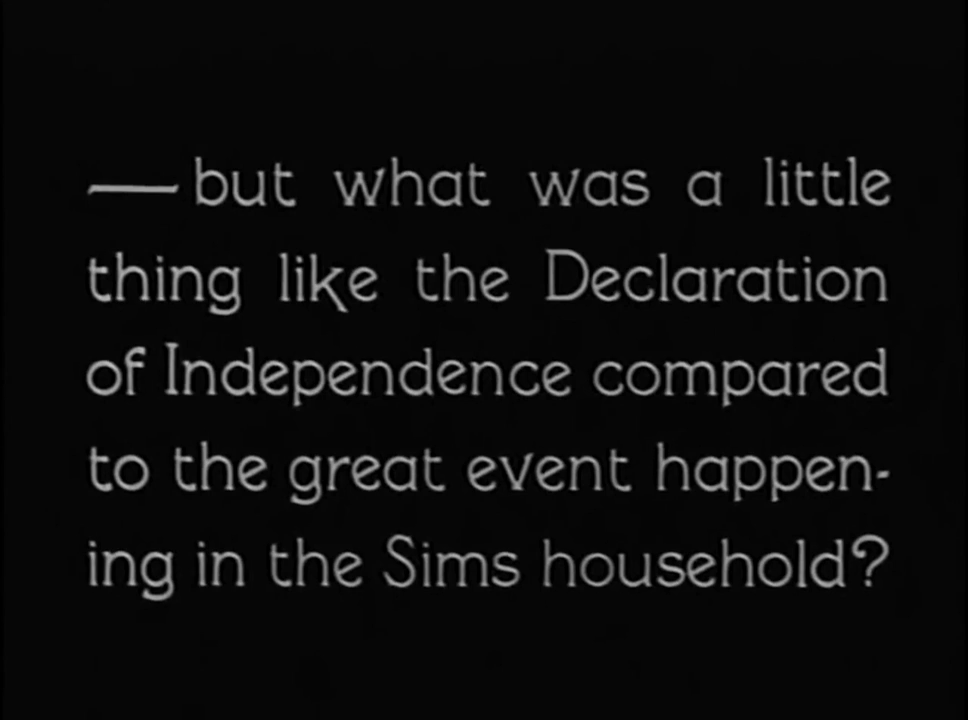 — but what was a little
thing like the Declaration
of Independence compared
to the great event happen-
ing in the Sims household?